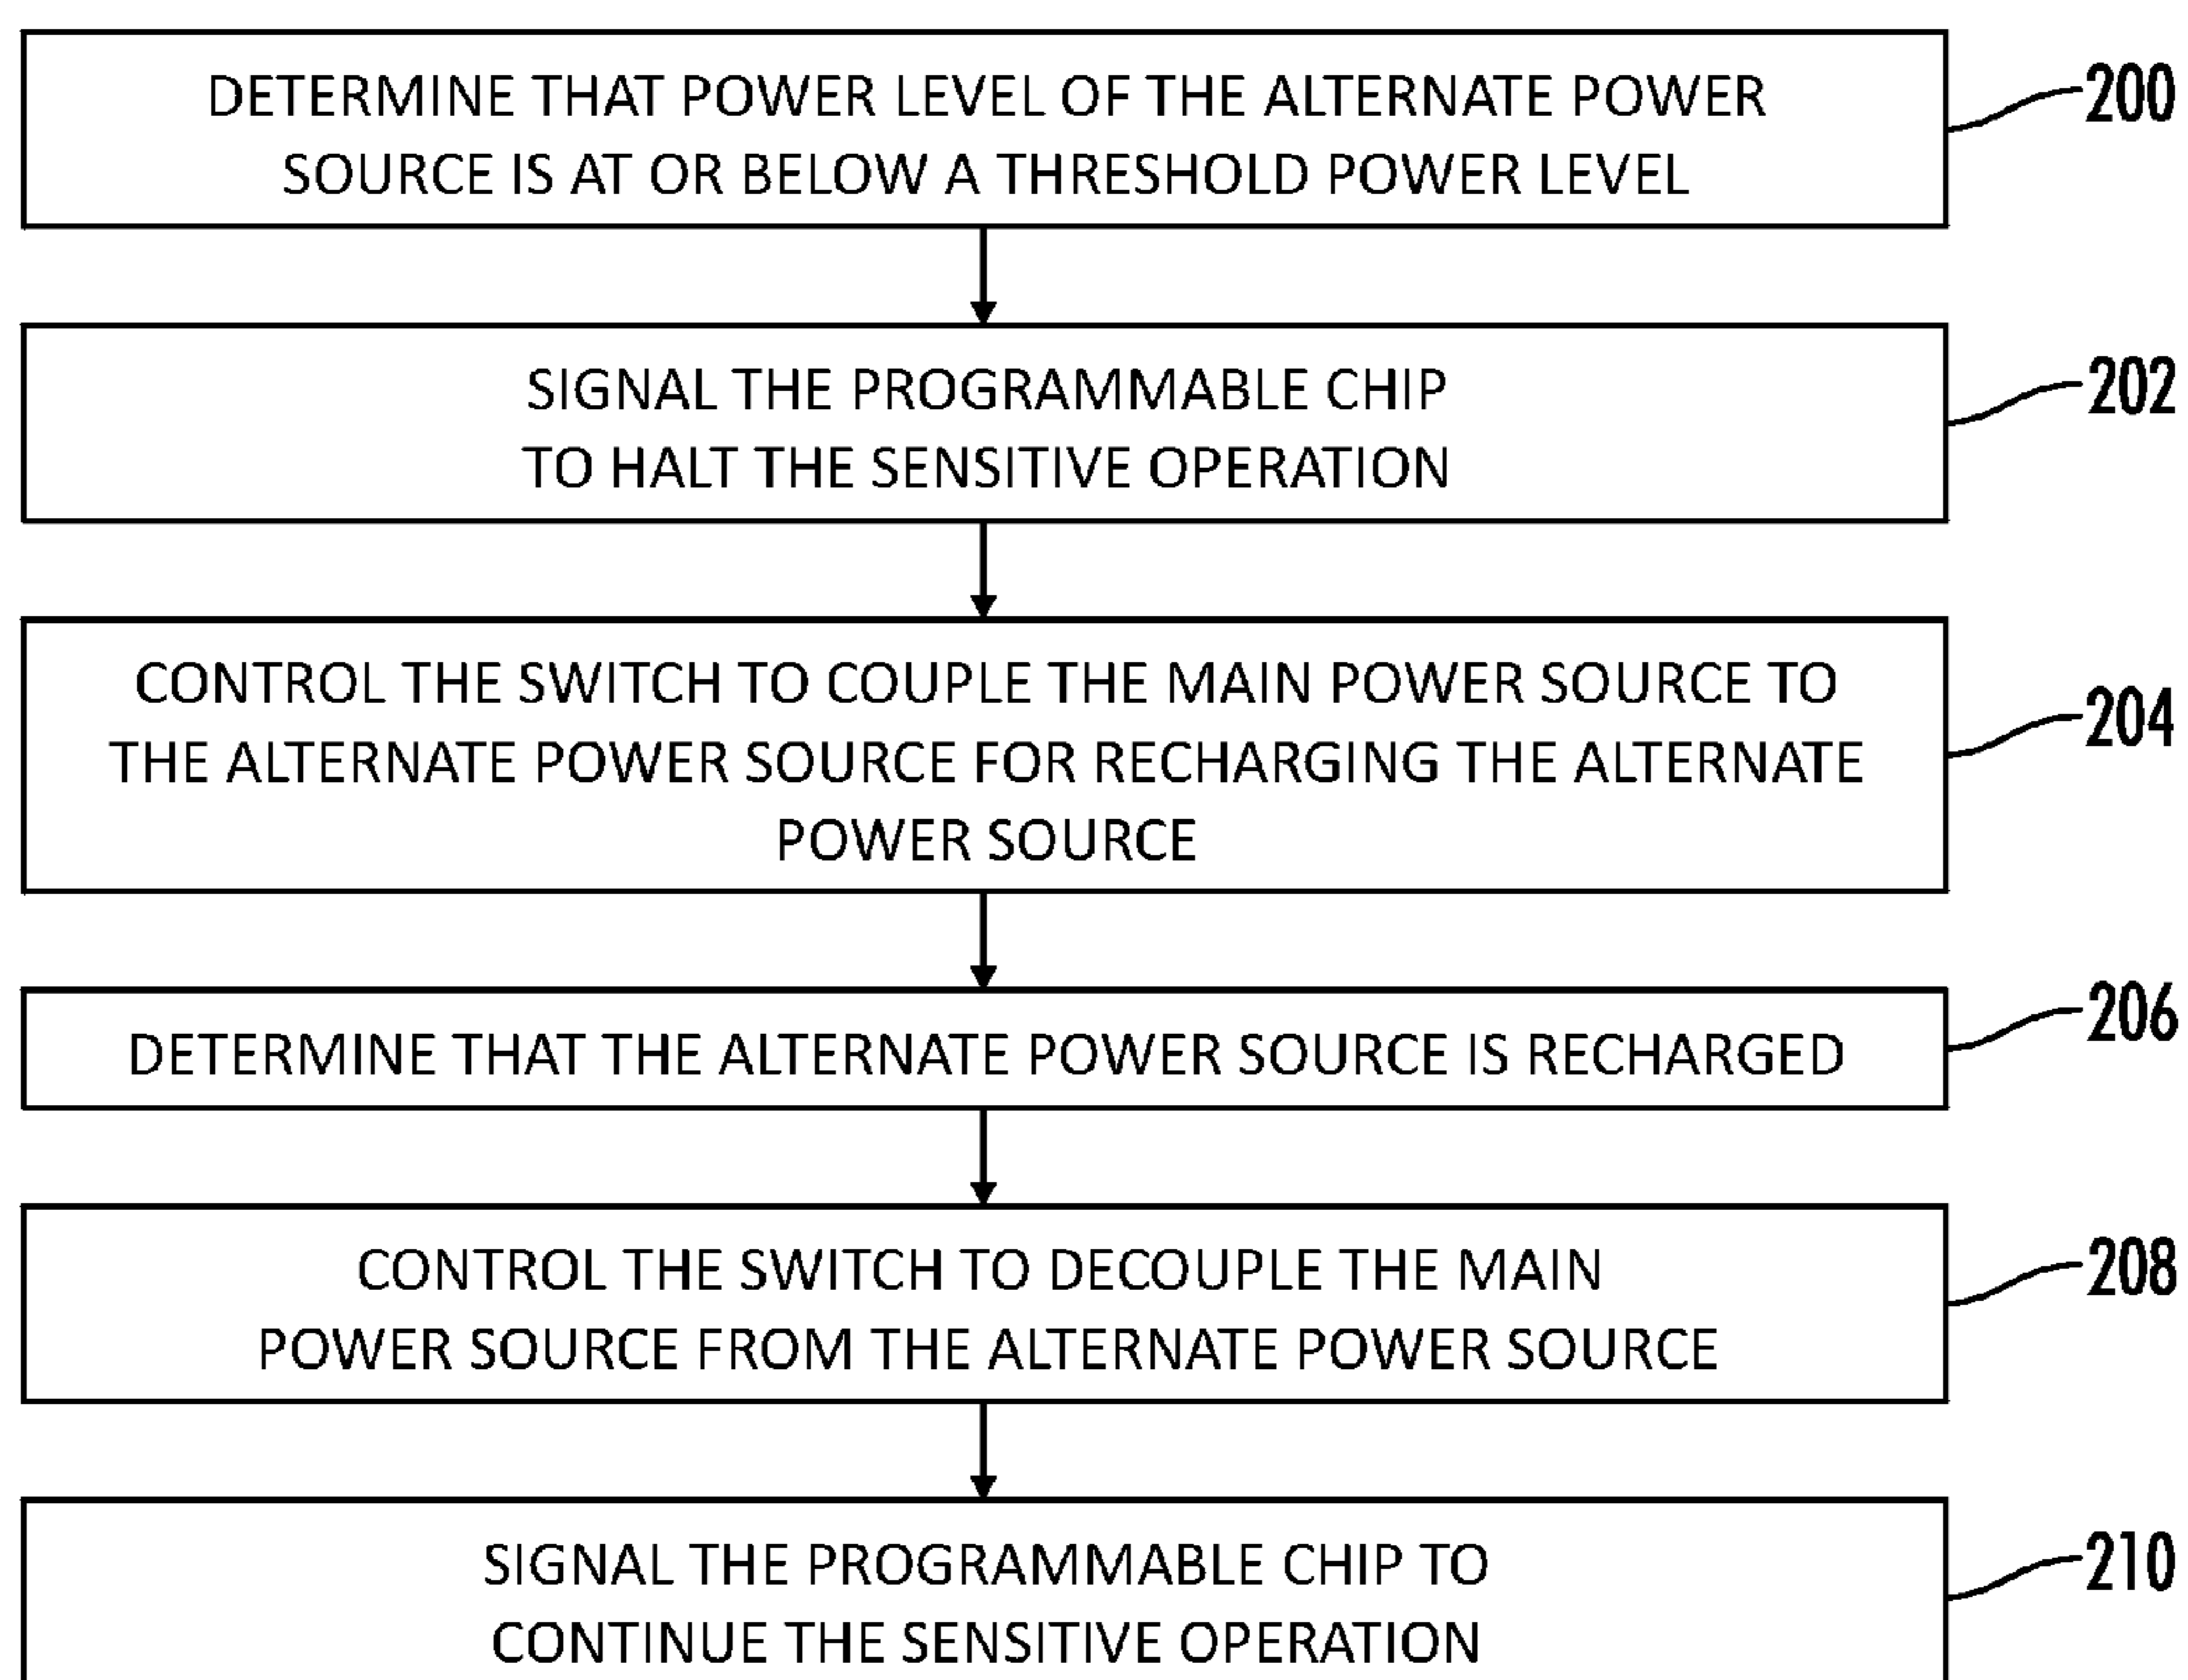 DETERMINE THAT POWER LEVEL OF THE ALTERNATE POWER
SOURCE IS AT OR BELOW A THRESHOLD POWER LEVEL
200
SIGNAL THE PROGRAMMABLE CHIP
TO HALT THE SENSITIVE OPERATION
202
CONTROL THE SWITCH TO COUPLE THE MAIN POWER SOURCE TO
THE ALTERNATE POWER SOURCE FOR RECHARGING THE ALTERNATE
POWER SOURCE
204
DETERMINE THAT THE ALTERNATE POWER SOURCE IS RECHARGED
206
CONTROL THE SWITCH TO DECOUPLE THE MAIN
POWER SOURCE FROM THE ALTERNATE POWER SOURCE
208
SIGNAL THE PROGRAMMABLE CHIP TO
CONTINUE THE SENSITIVE OPERATION
210